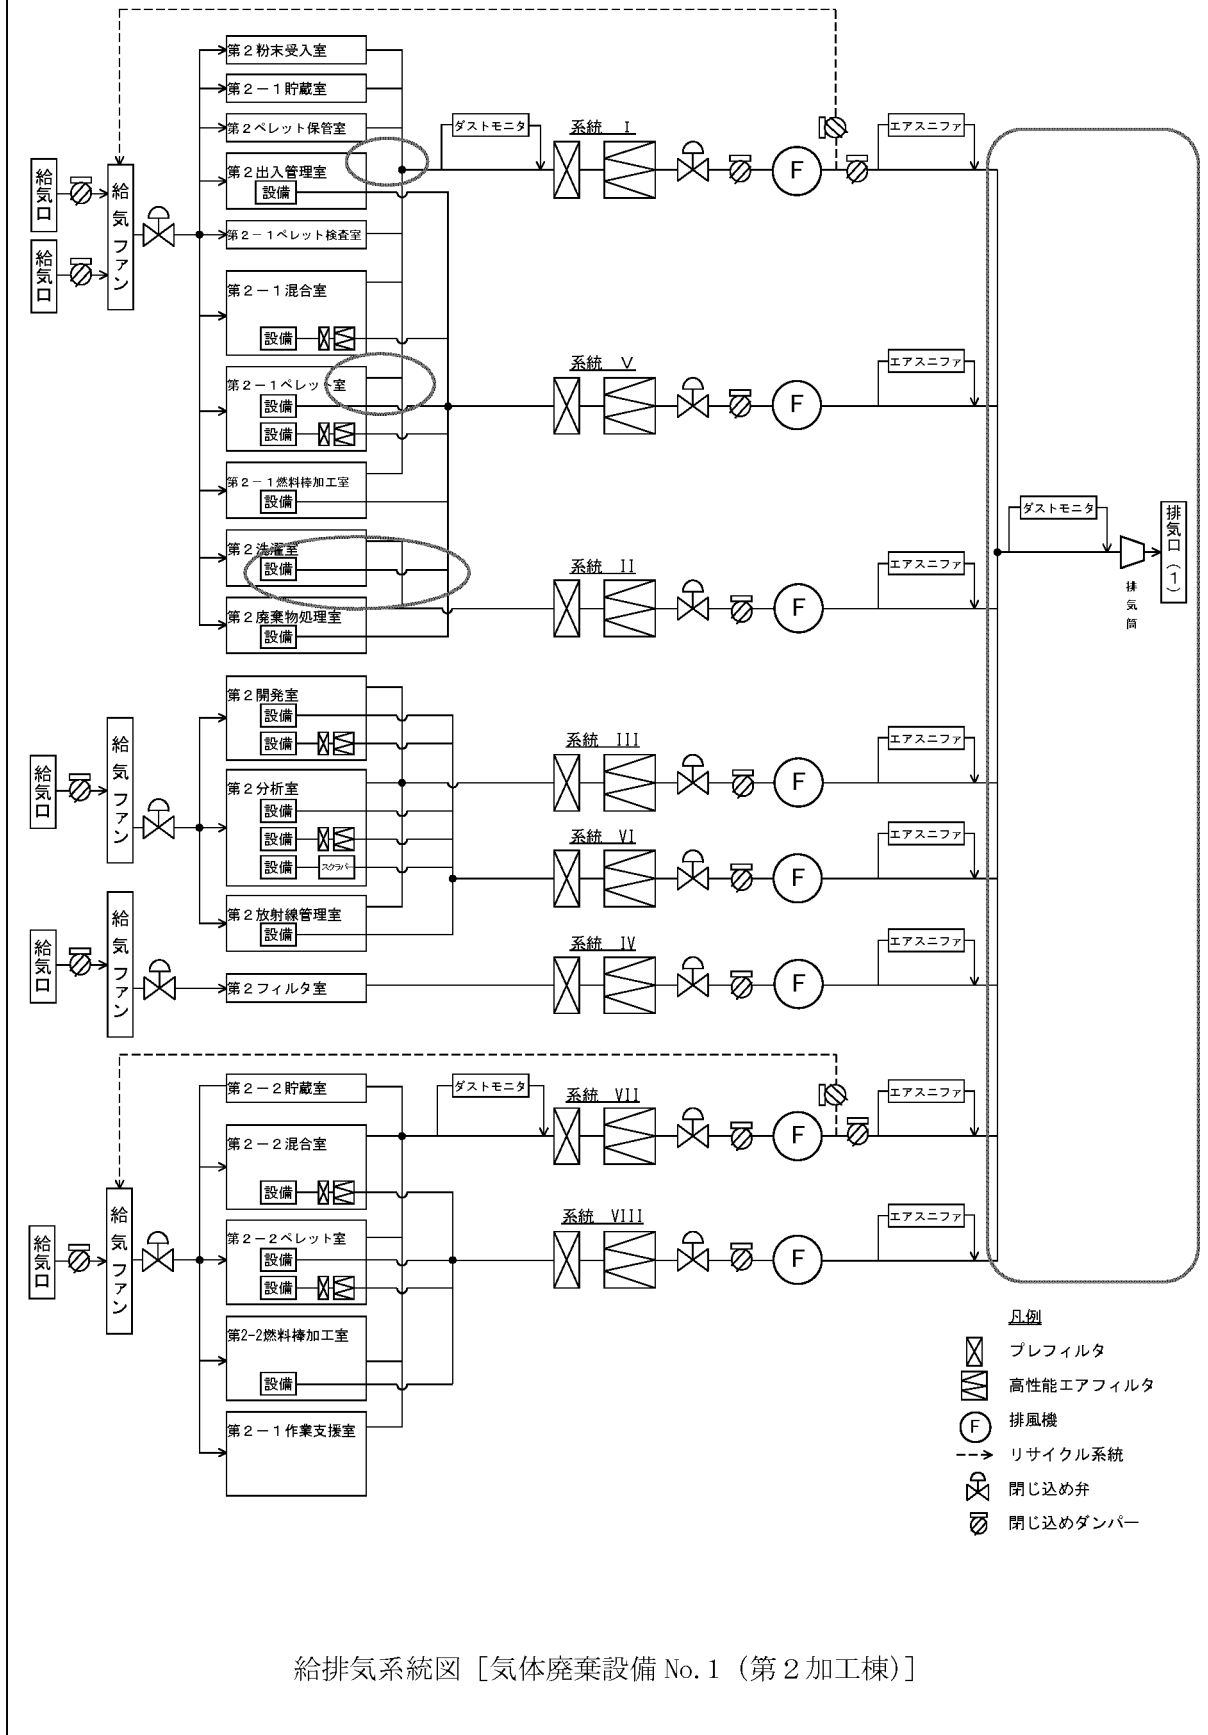 第2粉末受入室
第2－1貯蔵室
第2ペレット保管室
第2出入管理室
設備
第2－1ペレット検査室
第2－1混合室
設備
第2－1ペレット室
設備
設備
第2－1燃料棒加工室
設備
第2洗濯室
設備
第2廃棄物処理室
設備
給気口
給気口
給気ファン
ダストモニタ
系統 I
F
エアスニファ
系統 V
F
エアスニファ
系統 II
F
エアスニファ
ダストモニタ
排気筒
排気口(1)
給気口
給気ファン
第2開発室
設備
設備
第2分析室
設備
設備
設備
スクラバー
第2放射線管理室
設備
系統 III
F
エアスニファ
系統 VI
F
エアスニファ
給気口
給気ファン
第2フィルタ室
系統 IV
F
エアスニファ
給気口
給気ファン
第2－2貯蔵室
第2－2混合室
設備
第2－2ペレット室
設備
設備
第2-2燃料棒加工室
設備
第2－1作業支援室
ダストモニタ
系統 VII
F
エアスニファ
系統 VIII
F
エアスニファ
凡例
プレフィルタ
高性能エアフィルタ
F
排風機
リサイクル系統
閉じ込め弁
閉じ込めダンパー
給排気系統図［気体廃棄設備 No.1（第2加工棟）］